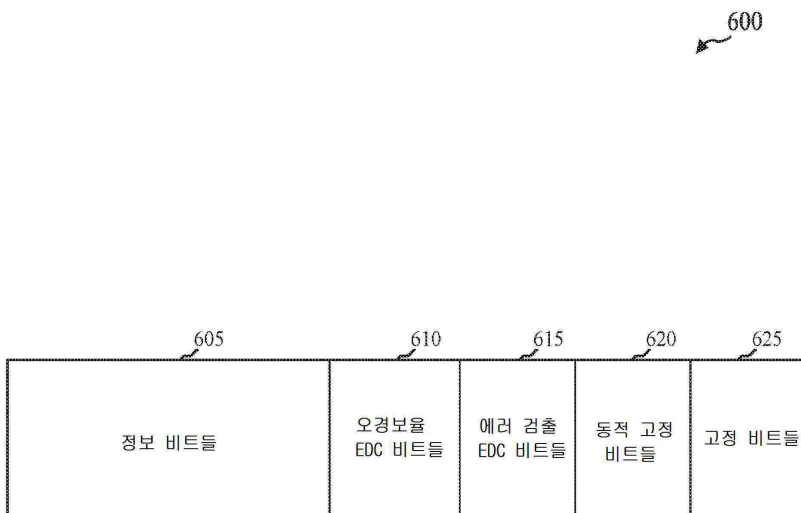 600
605
610
615
620
625
정보 비트들
오경보율
EDC 비트들
에러 검출
EDC 비트들
동적 고정
비트들
고정 비트들